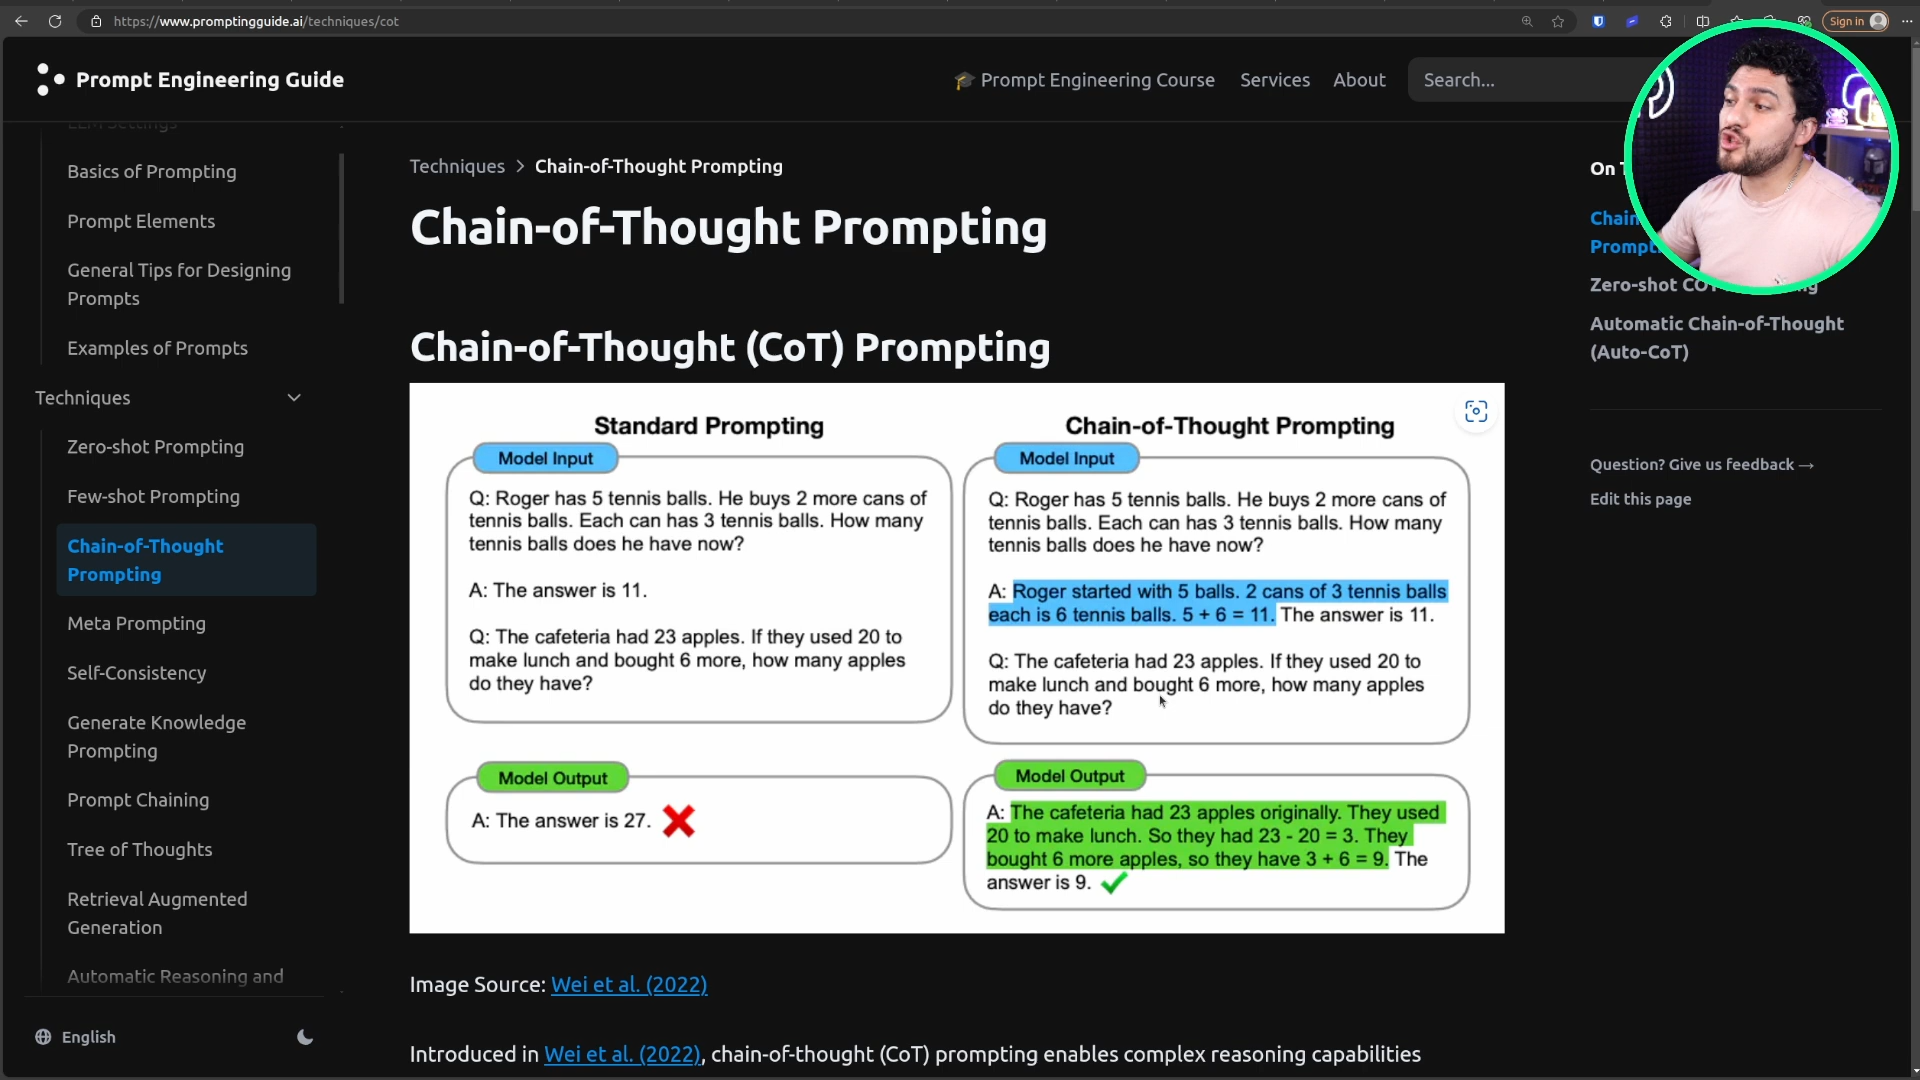 https://www.promptingguide.ai/techniques/cot
Sign in
Prompt Engineering Guide
🎓 Prompt Engineering Course
Services
About
Search...
LLM Settings
Basics of Prompting
Prompt Elements
General Tips for Designing
Prompts
Examples of Prompts
Techniques
Zero-shot Prompting
Few-shot Prompting
Chain-of-Thought
Prompting
Meta Prompting
Self-Consistency
Generate Knowledge
Prompting
Prompt Chaining
Tree of Thoughts
Retrieval Augmented
Generation
Automatic Reasoning and
English
Techniques > Chain-of-Thought Prompting
Chain-of-Thought Prompting
Chain-of-Thought (CoT) Prompting
Standard Prompting
Model Input
Q: Roger has 5 tennis balls. He buys 2 more cans of
tennis balls. Each can has 3 tennis balls. How many
tennis balls does he have now?
A: The answer is 11.
Q: The cafeteria had 23 apples. If they used 20 to
make lunch and bought 6 more, how many apples
do they have?
Model Output
A: The answer is 27.
Chain-of-Thought Prompting
Model Input
Q: Roger has 5 tennis balls. He buys 2 more cans of
tennis balls. Each can has 3 tennis balls. How many
tennis balls does he have now?
A: Roger started with 5 balls. 2 cans of 3 tennis balls
each is 6 tennis balls. 5 + 6 = 11. The answer is 11.
Q: The cafeteria had 23 apples. If they used 20 to
make lunch and bought 6 more, how many apples
do they have?
Model Output
A: The cafeteria had 23 apples originally. They used
20 to make lunch. So they had 23 - 20 = 3. They
bought 6 more apples, so they have 3 + 6 = 9. The
answer is 9.
Image Source: Wei et al. (2022)
Introduced in Wei et al. (2022), chain-of-thought (CoT) prompting enables complex reasoning capabilities
On
Zero-shot
Automatic Chain-of-Thought
(Auto-CoT)
Question? Give us feedback →
Edit this page